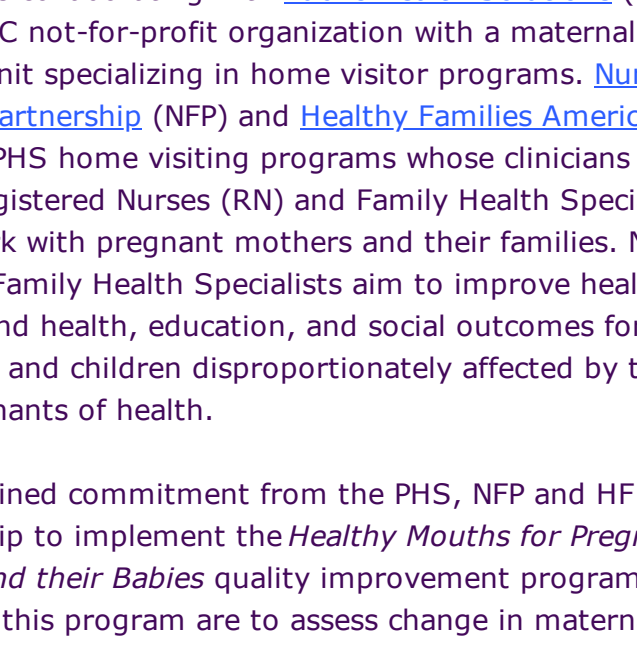 C not-for-profit organization with a maternal
nit specializing in home visitor programs. Nur
artnership (NFP) and Healthy Families Americ
PHS home visiting programs whose clinicians
gistered Nurses (RN) and Family Health Speci
rk with pregnant mothers and their families. N
Family Health Specialists aim to improve heal
nd health, education, and social outcomes for
and children disproportionately affected by t
nants of health.
ined commitment from the PHS, NFP and HF
ip to implement the Healthy Mouths for Pregn
nd their Babies quality improvement program
this program are to assess change in matern